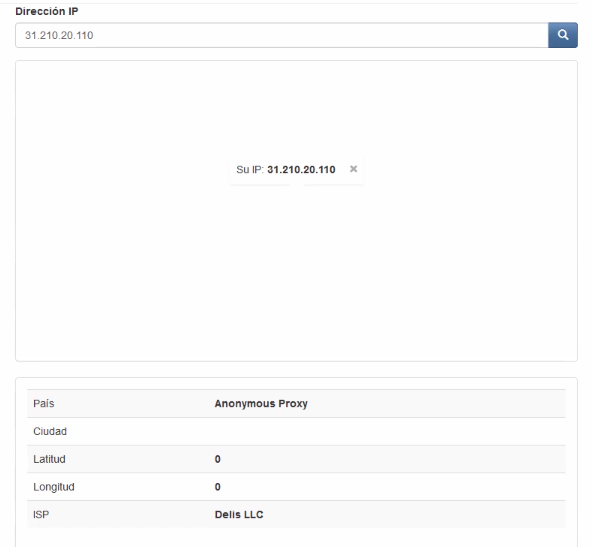 Dirección IP
31.210.20.110
Su IP: 31.210.20.110 ×
País Anonymous Proxy
Ciudad
Latitud 0
Longitud 0
ISP Delis LLC